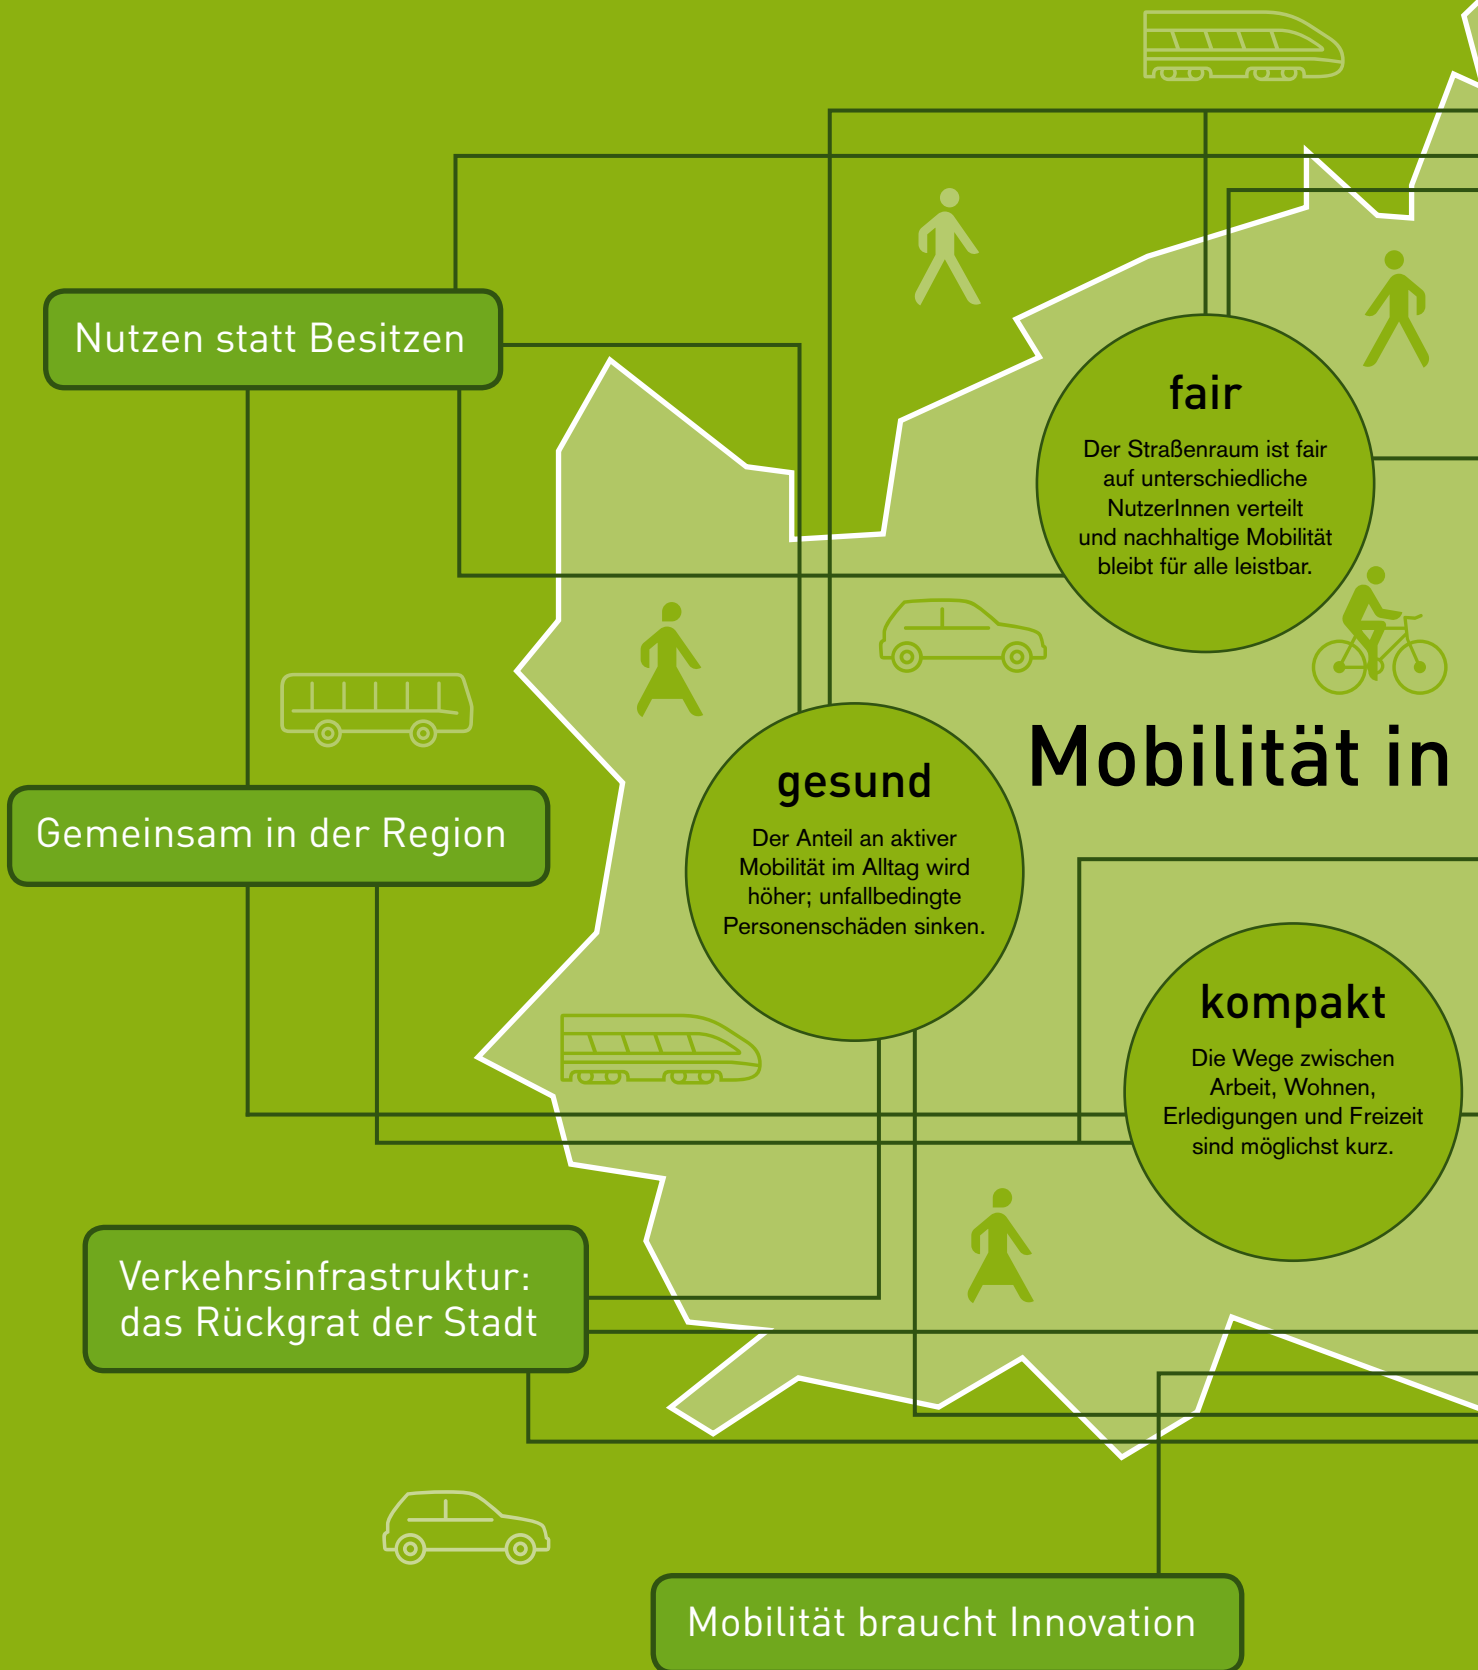 Nutzen statt Besitzen
fair
Der Straßenraum ist fair
auf unterschiedliche
NutzerInnen verteilt
und nachhaltige Mobilität
bleibt für alle leistbar.
Mobilität in
gesund
Der Anteil an aktiver
Mobilität im Alltag wird
höher; unfallbedingte
Personenschäden sinken.
Gemeinsam in der Region
kompakt
Die Wege zwischen
Arbeit, Wohnen,
Erledigungen und Freizeit
sind möglichst kurz.
Verkehrsinfrastruktur:
das Rückgrat der Stadt
Mobilität braucht Innovation